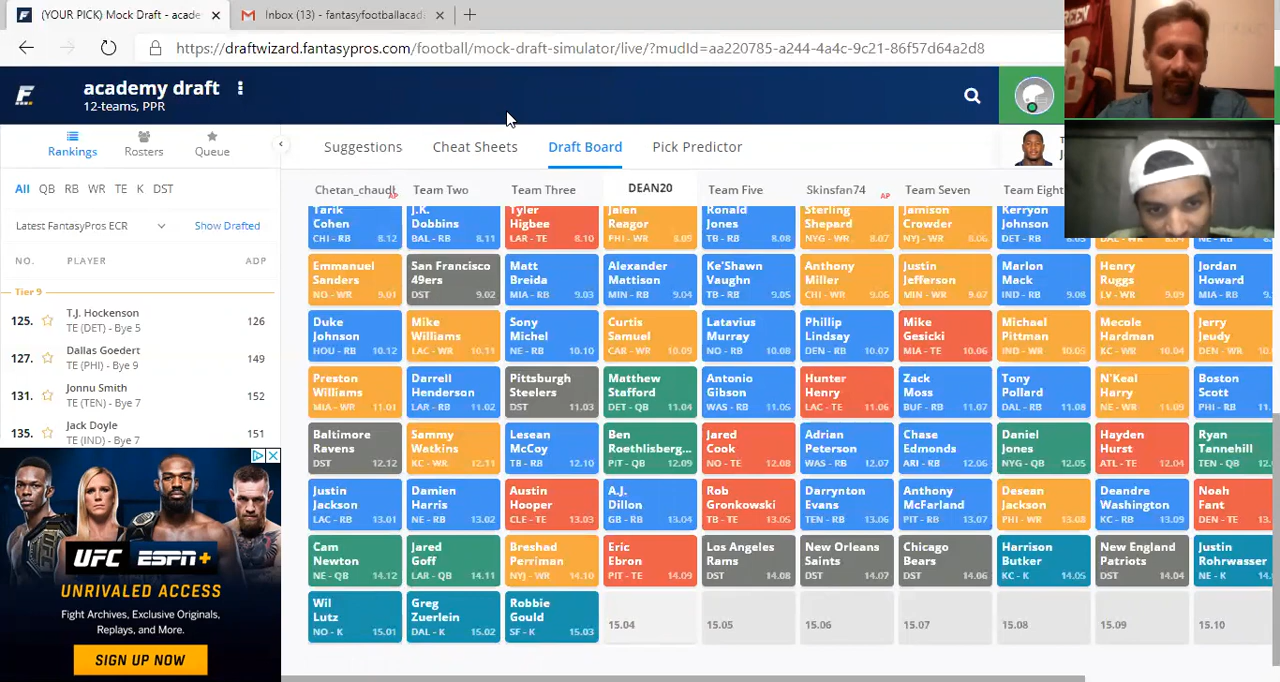 (YOUR PICK) Mock Draft - acade
Inbox (13) - fantasyfootballacad
https://draftwizard.fantasypros.com/football/mock-draft-simulator/live/?mudId=aa220785-a244-4a4c-9c21-86f57d64a2d8
academy draft
12-teams, PPR
Rankings Rosters Queue
Suggestions Cheat Sheets Draft Board Pick Predictor
All QB RB WR TE K DST
Latest FantasyPros ECR Show Drafted
NO. PLAYER ADP
Tier 9
125. T.J. Hockenson 126
TE (DET) - Bye 5
127. Dallas Goedert 149
TE (PHI) - Bye 9
131. Jonnu Smith 152
TE (TEN) - Bye 7
135. Jack Doyle 151
TE (IND) - Bye 7
UFC ESPN+
UNRIVALED ACCESS
Fight Archives, Exclusive Originals,
Replays, and More.
SIGN UP NOW
Chetan_chaudl AP Team Two Team Three DEAN20 Team Five Skinsfan74 AP Team Seven Team Eight
Tarik J.K. Tyler Jalen Ronald Sterling Jamison Kerryon
Cohen Dobbins Higbee Reagor Jones Shepard Crowder Johnson
CHI - RB 8.12 BAL - RB 8.11 LAR - TE 8.10 PHI - WR TB - RB 8.08 NYG - WR 8.07 NYJ - WR DET - RB
Emmanuel San Francisco Matt Alexander Ke'Shawn Anthony Justin Marlon Henry Jordan
Sanders 49ers Breida Mattison Vaughn Miller Jefferson Mack Ruggs Howard
NO - WR 9.01 DST 9.02 MIA - RB 9.03 MIN - RB 9.04 TB - RB 9.05 CHI - WR MIN - WR 9.07 IND - RB 9.08 LV - WR 9.09 MIA - RB
Duke Mike Sony Curtis Latavius Phillip Mike Michael Mecole Jerry
Johnson Williams Michel Samuel Murray Lindsay Gesicki Pittman Hardman Jeudy
HOU - RB 10.12 LAC - WR 10.11 NE - RB 10.10 CAR - WR 10.09 NO - RB 10.08 DEN - RB 10.07 MIA - TE 10.06 IND - WR 10.05 KC - WR 10.04 DEN - WR
Preston Darrell Pittsburgh Matthew Antonio Hunter Zack Tony N'Keal Boston
Williams Henderson Steelers Stafford Gibson Henry Moss Pollard Harry Scott
MIA - WR 11.01 LAR - RB 11.02 DST 11.03 DET - QB 11.04 WAS - RB 11.05 LAC - TE 11.06 BUF - RB 11.07 DAL - RB 11.08 NE - WR 11.09 PHI - RB
Baltimore Sammy Lesean Ben Jared Adrian Chase Daniel Hayden Ryan
Ravens Watkins McCoy Roethlisberg... Cook Peterson Edmonds Jones Hurst Tannehill
DST 12.12 KC - WR 12.11 TB - RB 12.10 PIT - QB 12.09 NO - TE 12.08 WAS - RB 12.07 ARI - RB 12.06 NYG - QB 12.05 ATL - TE 12.04 TEN - QB
Justin Damien Austin A.J. Rob Darrynton Anthony Desean Deandre Noah
Jackson Harris Hooper Dillon Gronkowski Evans McFarland Jackson Washington Fant
LAC - RB 13.01 NE - RB 13.02 CLE - TE 13.03 GB - RB 13.04 TB - TE 13.05 TEN - RB 13.06 PIT - RB 13.07 PHI - WR 13.08 KC - RB 13.09 DEN - TE
Cam Jared Breshad Eric Los Angeles New Orleans Chicago Harrison New England Justin
Newton Goff Perriman Ebron Rams Saints Bears Butker Patriots Rohrwasser
NE - QB 14.12 LAR - QB 14.11 NYJ - WR 14.10 PIT - TE 14.09 DST 14.08 DST 14.07 DST 14.06 KC - K 14.05 DST 14.04 NE - K
Wil Greg Robbie
Lutz Zuerlein Gould
NO - K 15.01 DAL - K 15.02 SF - K 15.03 15.04 15.05 15.06 15.07 15.08 15.09 15.10